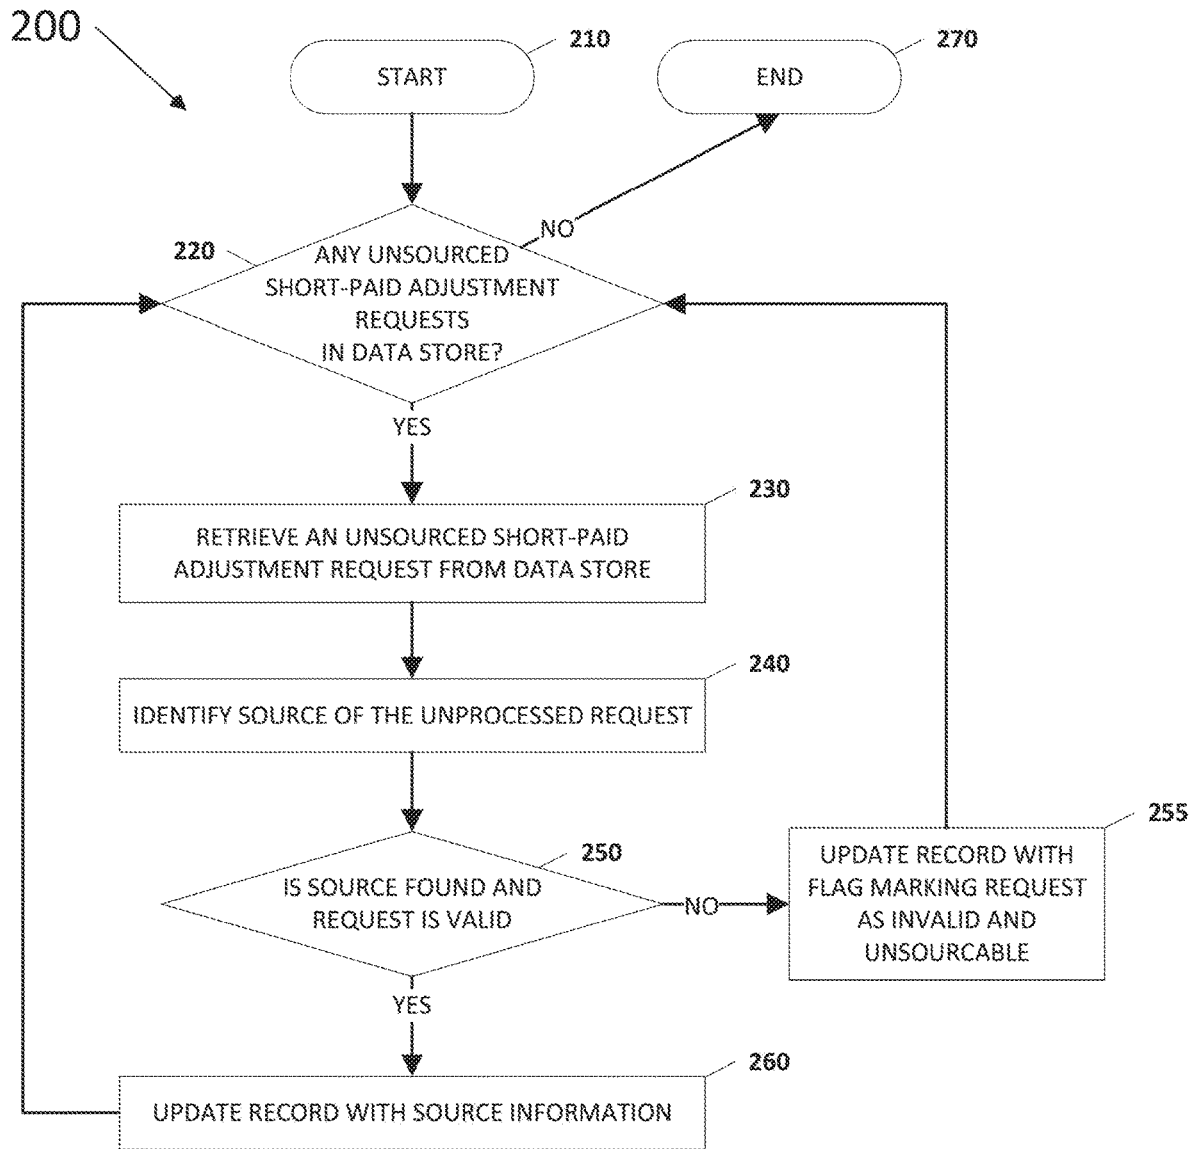 200
210
START
270
END
NO
220
ANY UNSOURCED
SHORT-PAID ADJUSTMENT
REQUESTS
IN DATA STORE?
YES
230
RETRIEVE AN UNSOURCED SHORT-PAID
ADJUSTMENT REQUEST FROM DATA STORE
240
IDENTIFY SOURCE OF THE UNPROCESSED REQUEST
250
IS SOURCE FOUND AND
REQUEST IS VALID
NO
255
UPDATE RECORD WITH
FLAG MARKING REQUEST
AS INVALID AND
UNSOURCABLE
YES
260
UPDATE RECORD WITH SOURCE INFORMATION